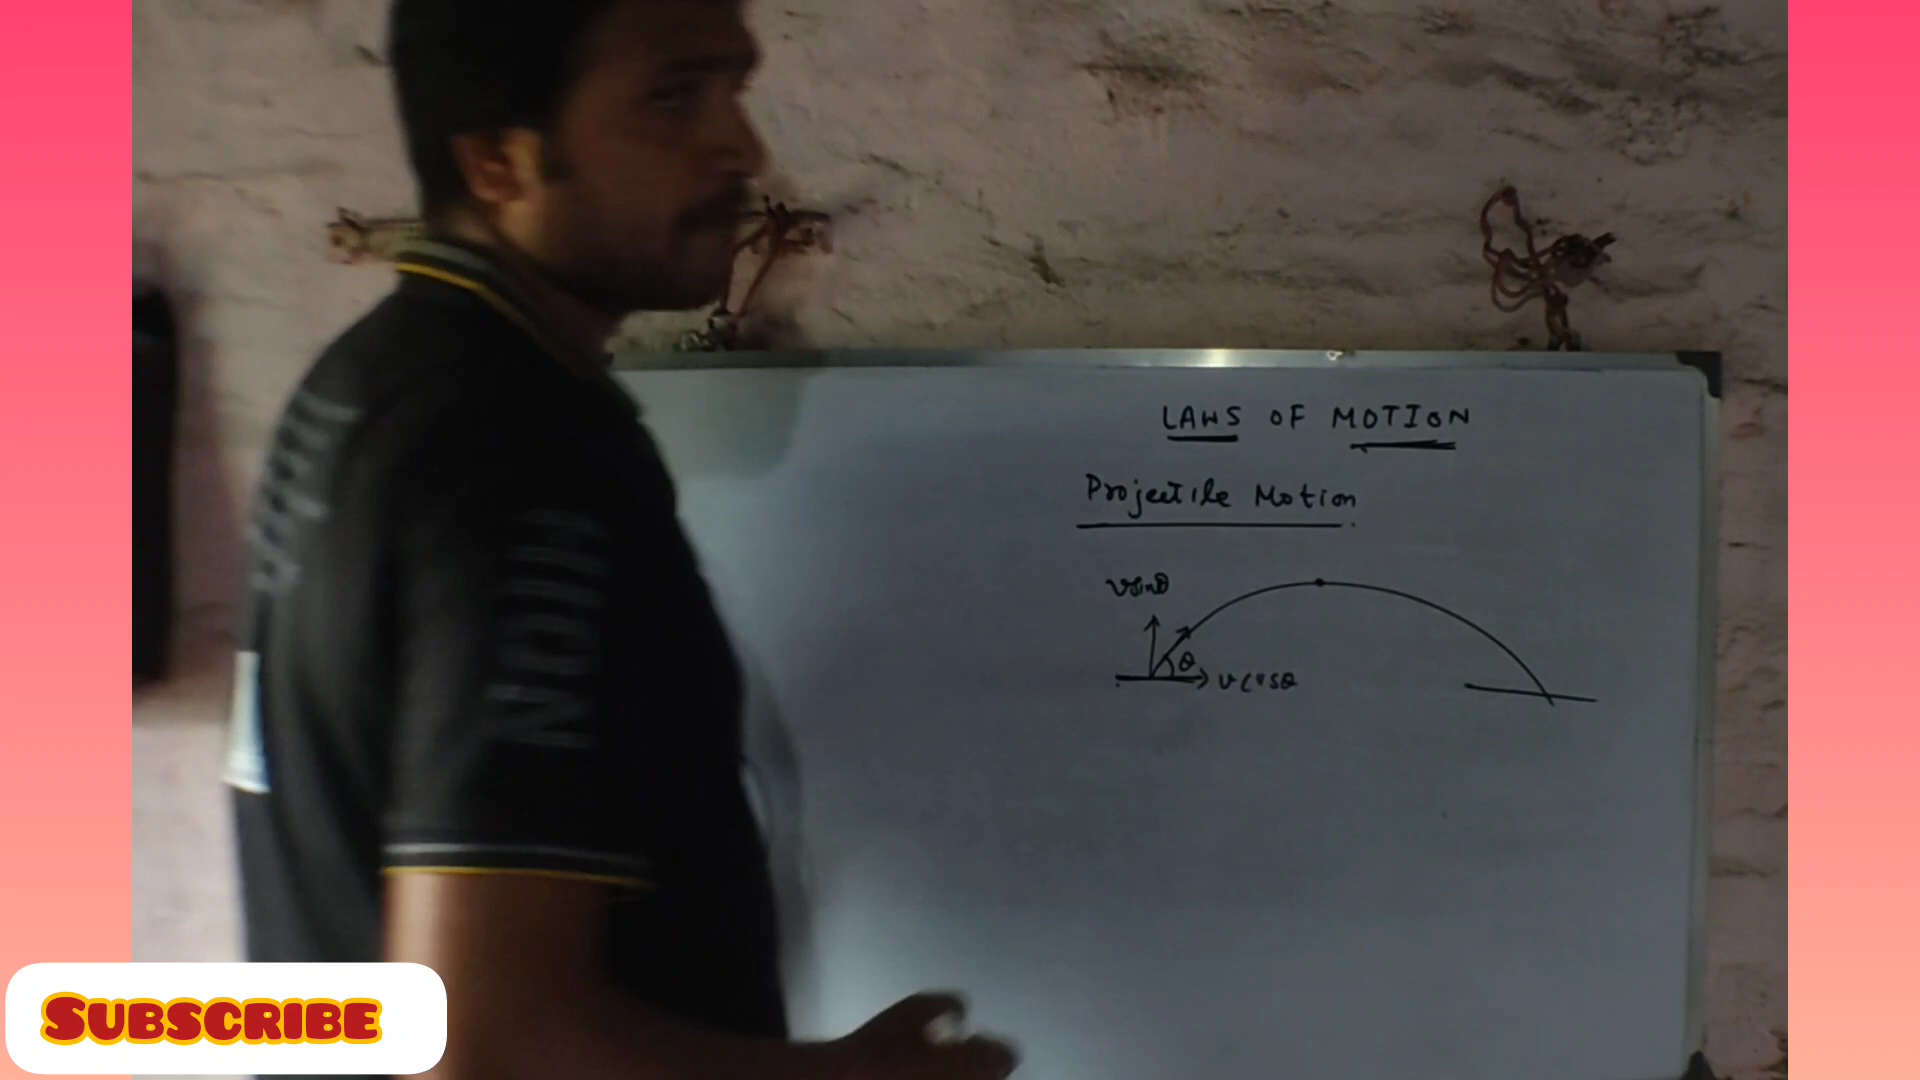 LAWS OF MOTION
Projectile Motion
vsinθ
θ
vcosθ
SUBSCRIBE